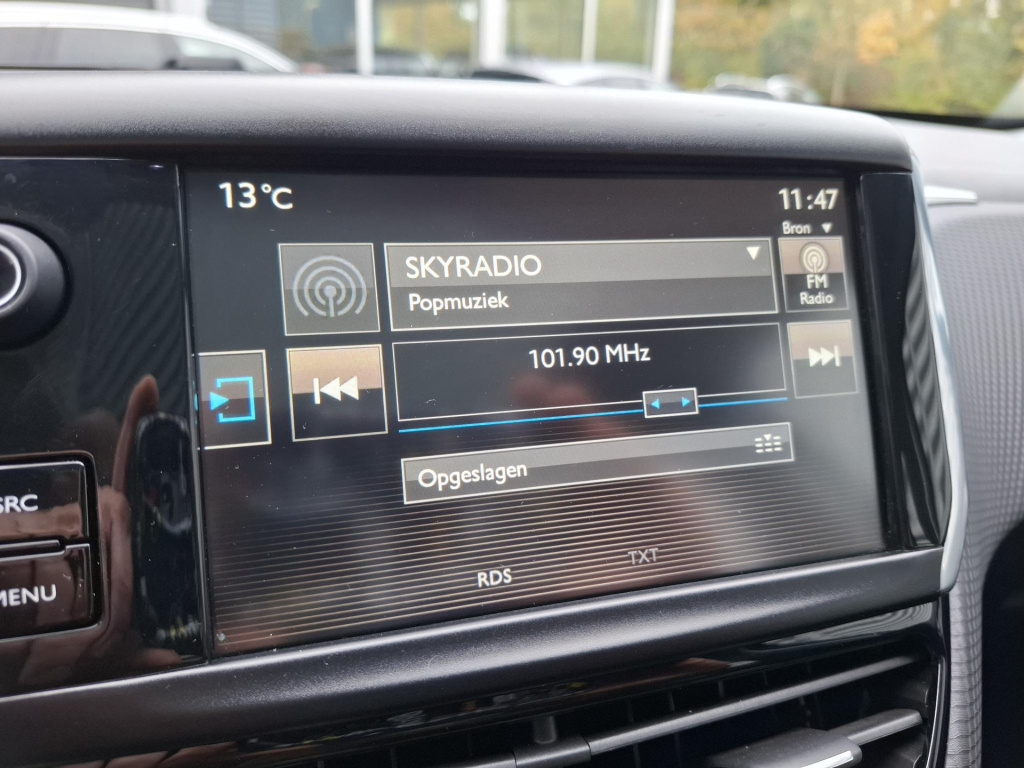 13°C
11:47
Bron
SKYRADIO
Popmuziek
FM
Radio
101.90 MHz
Opgeslagen
SRC
MENU
RDS
TXT